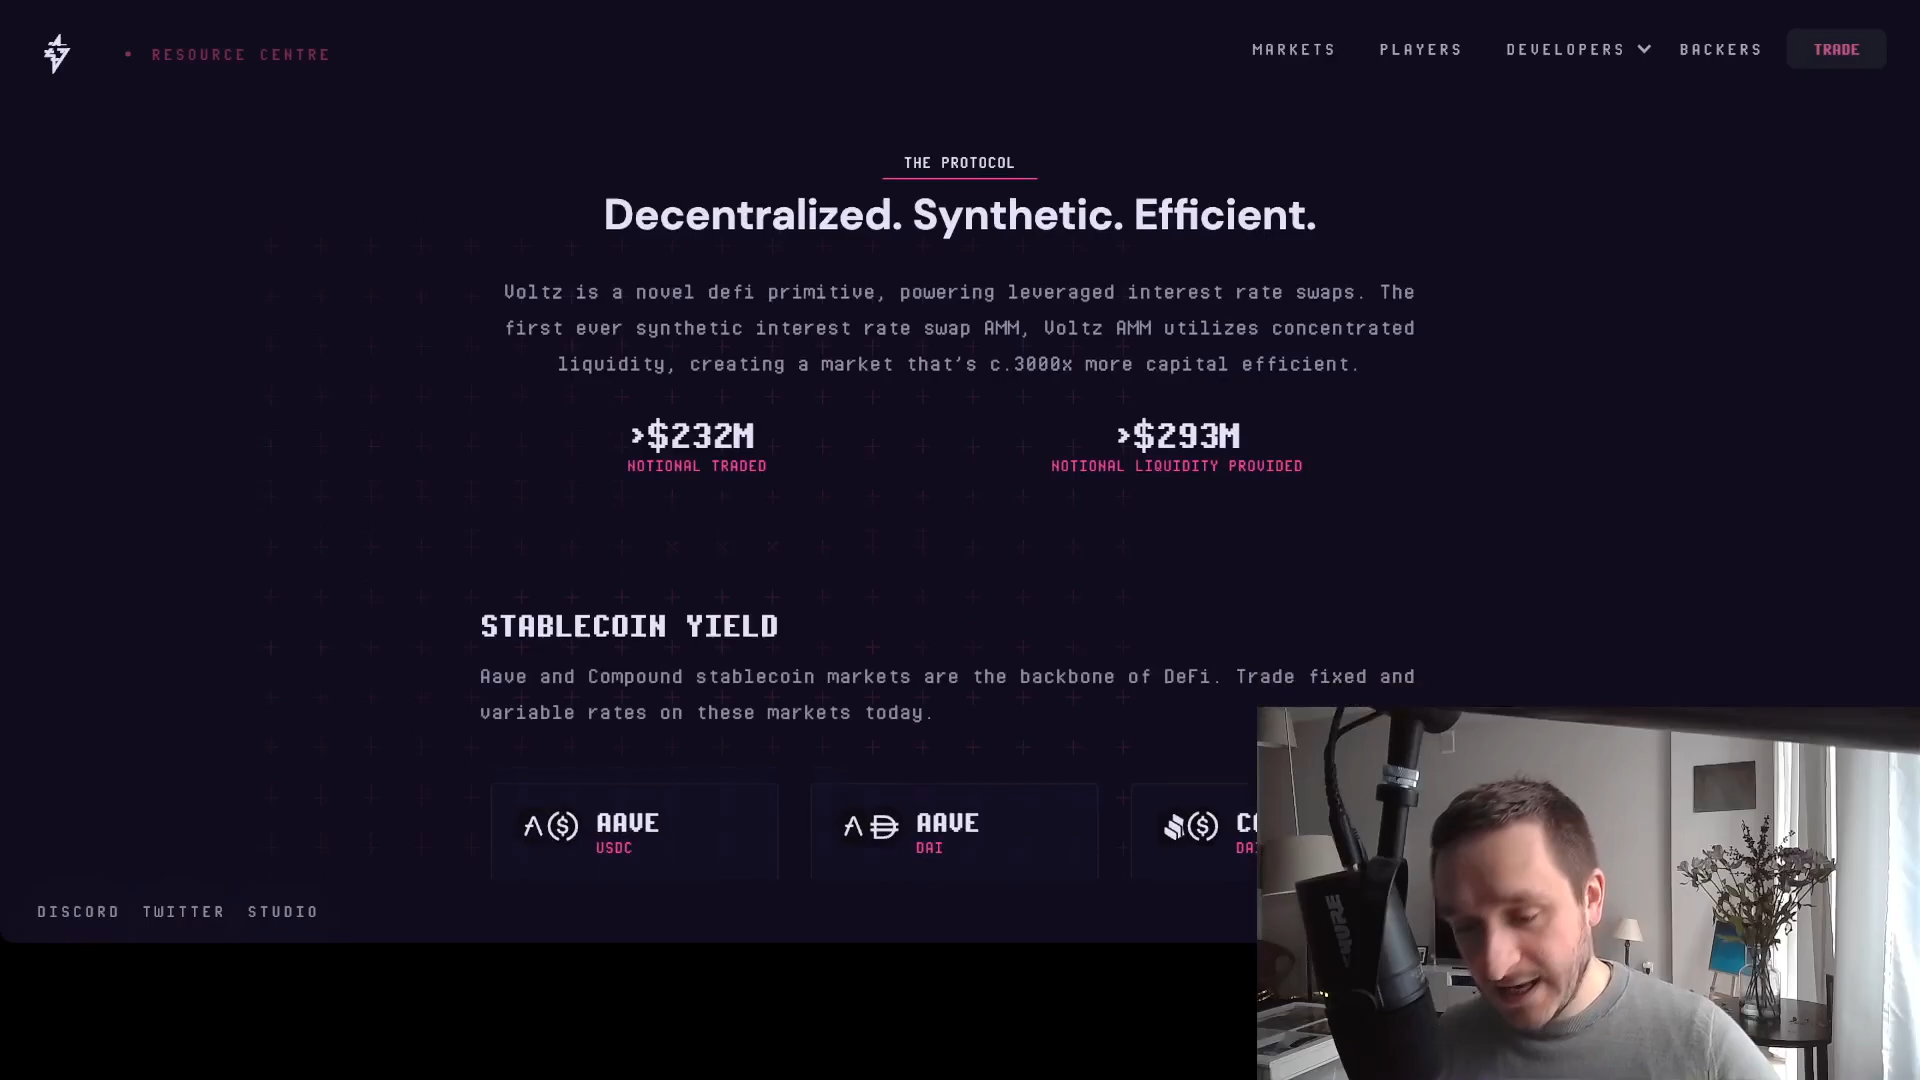 RESOURCE CENTRE
MARKETS PLAYERS DEVELOPERS BACKERS TRADE
THE PROTOCOL
Decentralized. Synthetic. Efficient.
Voltz is a novel defi primitive, powering leveraged interest rate swaps. The
first ever synthetic interest rate swap AMM, Voltz AMM utilizes concentrated
liquidity, creating a market that’s c.3000x more capital efficient.
>$232M
NOTIONAL TRADED
>$293M
NOTIONAL LIQUIDITY PROVIDED
STABLECOIN YIELD
Aave and Compound stablecoin markets are the backbone of DeFi. Trade fixed and
variable rates on these markets today.
AAVE
USDC
AAVE
DAI
DISCORD TWITTER STUDIO
SHURE